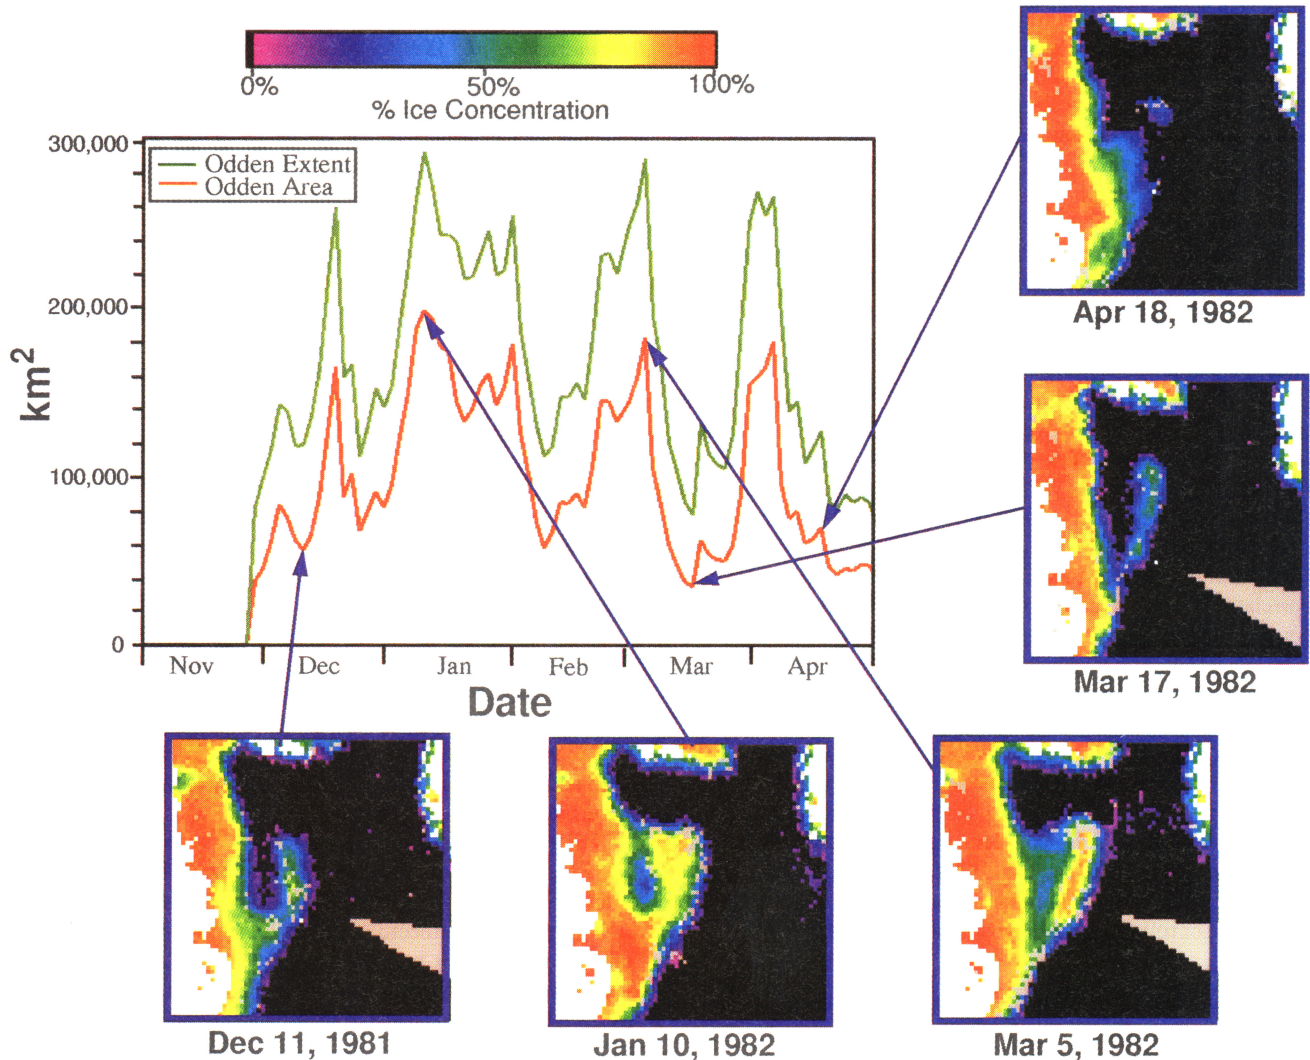 0% 50% 100%
% Ice Concentration
300,000
200,000
100,000
0
km2
Odden Extent
Odden Area
Nov Dec Jan Feb Mar Apr
Date
Apr 18, 1982
Mar 17, 1982
Dec 11, 1981
Jan 10, 1982
Mar 5, 1982